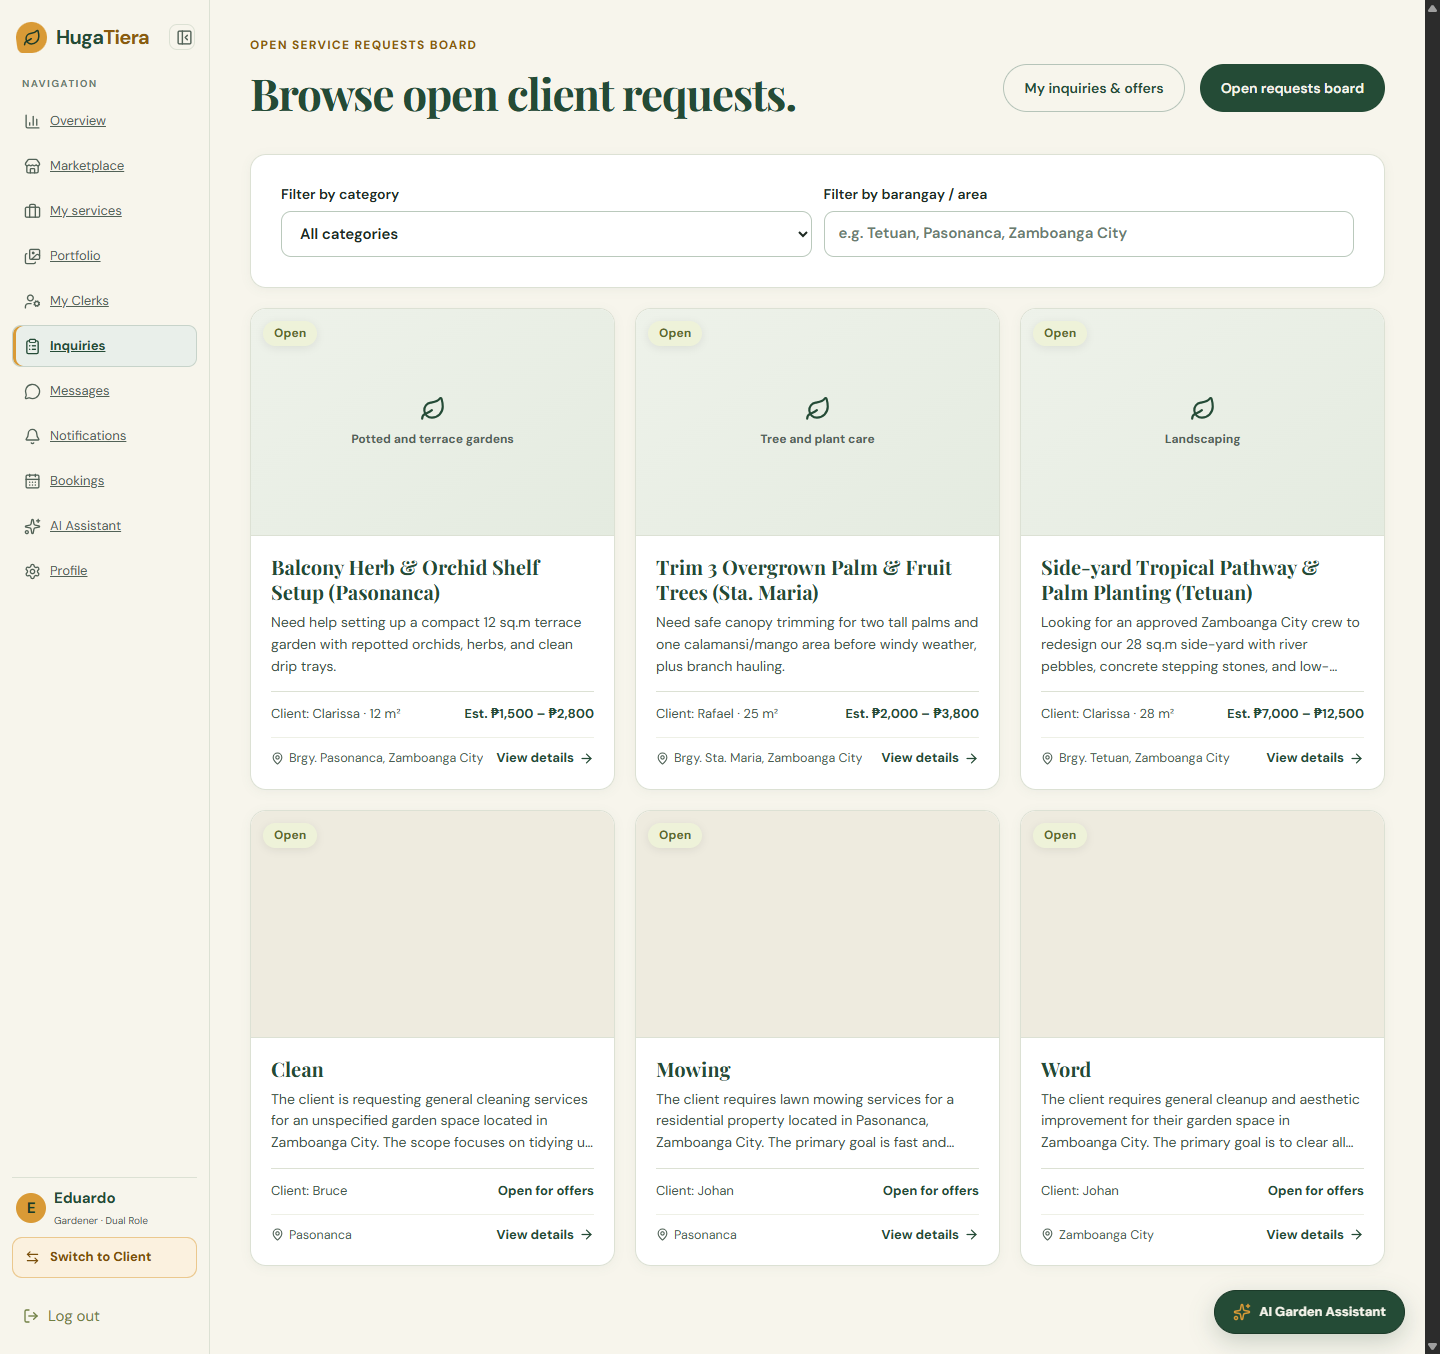 HugaTiera
NAVIGATION
Overview
Marketplace
My services
Portfolio
My Clerks
Inquiries
Messages
Notifications
Bookings
AI Assistant
Profile
E
Eduardo
Gardener · Dual Role
Switch to Client
Log out
OPEN SERVICE REQUESTS BOARD
Browse open client requests.
My inquiries & offers
Open requests board
Filter by category
All categories
Filter by barangay / area
e.g. Tetuan, Pasonanca, Zamboanga City
Open
Potted and terrace gardens
Balcony Herb & Orchid Shelf
Setup (Pasonanca)
Need help setting up a compact 12 sq.m terrace
garden with repotted orchids, herbs, and clean
drip trays.
Client: Clarissa · 12 m²
Est. ₱1,500 – ₱2,800
Brgy. Pasonanca, Zamboanga City
View details →
Open
Tree and plant care
Trim 3 Overgrown Palm & Fruit
Trees (Sta. Maria)
Need safe canopy trimming for two tall palms and
one calamansi/mango area before windy weather,
plus branch hauling.
Client: Rafael · 25 m²
Est. ₱2,000 – ₱3,800
Brgy. Sta. Maria, Zamboanga City
View details →
Open
Landscaping
Side-yard Tropical Pathway &
Palm Planting (Tetuan)
Looking for an approved Zamboanga City crew to
redesign our 28 sq.m side-yard with river
pebbles, concrete stepping stones, and low-...
Client: Clarissa · 28 m²
Est. ₱7,000 – ₱12,500
Brgy. Tetuan, Zamboanga City
View details →
Open
Clean
The client is requesting general cleaning services
for an unspecified garden space located in
Zamboanga City. The scope focuses on tidying u...
Client: Bruce
Open for offers
Pasonanca
View details →
Open
Mowing
The client requires lawn mowing services for a
residential property located in Pasonanca,
Zamboanga City. The primary goal is fast and...
Client: Johan
Open for offers
Pasonanca
View details →
Open
Word
The client requires general cleanup and aesthetic
improvement for their garden space in
Zamboanga City. The primary goal is to clear all...
Client: Johan
Open for offers
Zamboanga City
View details →
AI Garden Assistant